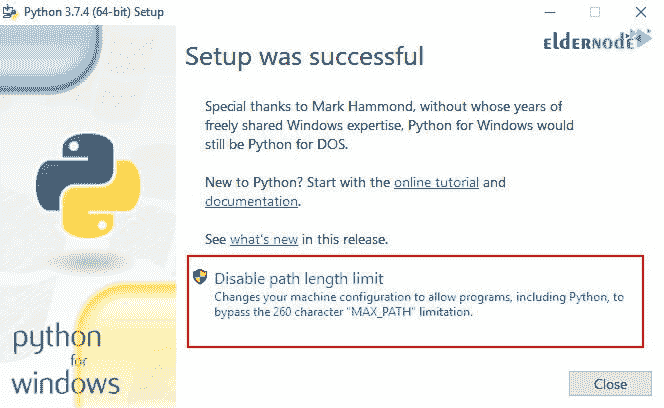 Python 3.7.4 (64-bit) Setup
ELDERNODE
Setup was successful
Special thanks to Mark Hammond, without whose years of
freely shared Windows expertise, Python for Windows would
still be Python for DOS.
New to Python? Start with the online tutorial and
documentation.
See what's new in this release.
Disable path length limit
Changes your machine configuration to allow programs, including Python, to
bypass the 260 character "MAX_PATH" limitation.
python
for
windows
Close